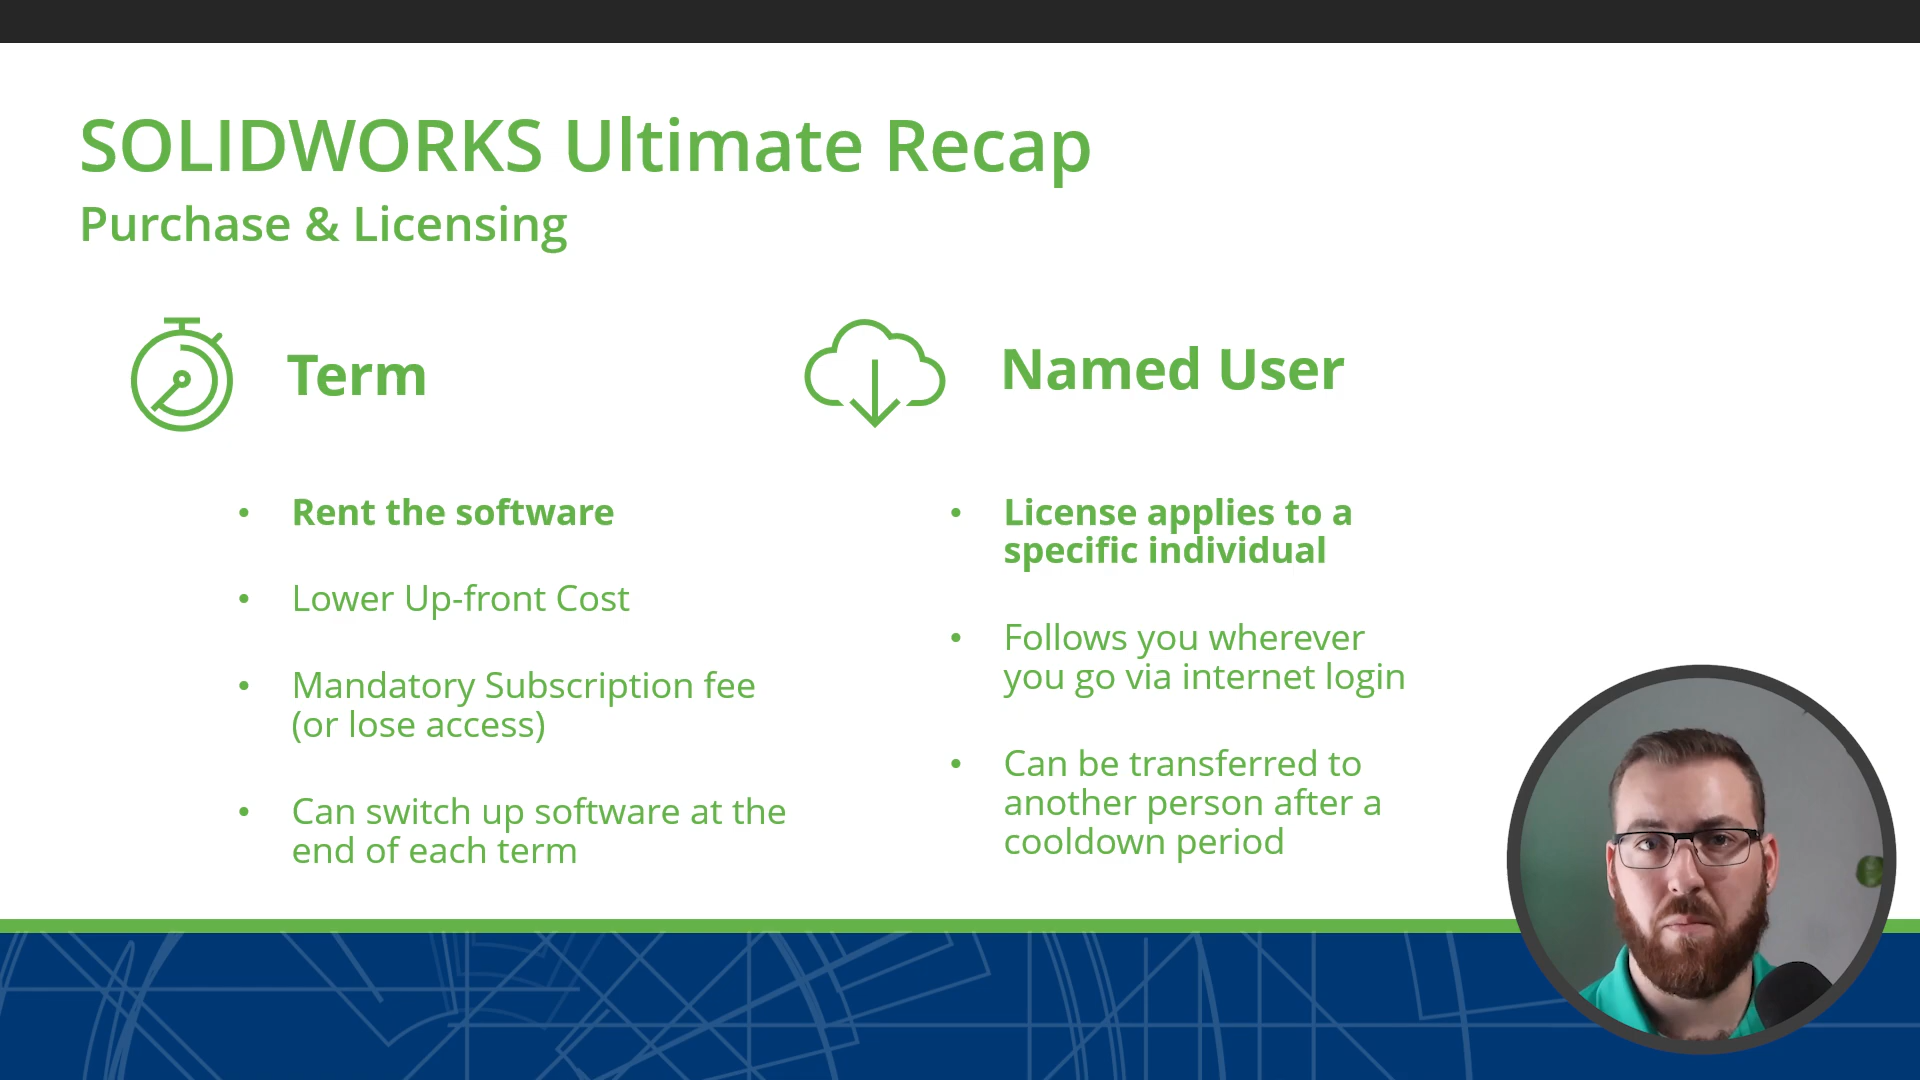 SOLIDWORKS Ultimate Recap
Purchase & Licensing
Term
• Rent the software
• Lower Up-front Cost
• Mandatory Subscription fee
(or lose access)
• Can switch up software at the
end of each term
Named User
• License applies to a
specific individual
• Follows you wherever
you go via internet login
• Can be transferred to
another person after a
cooldown period